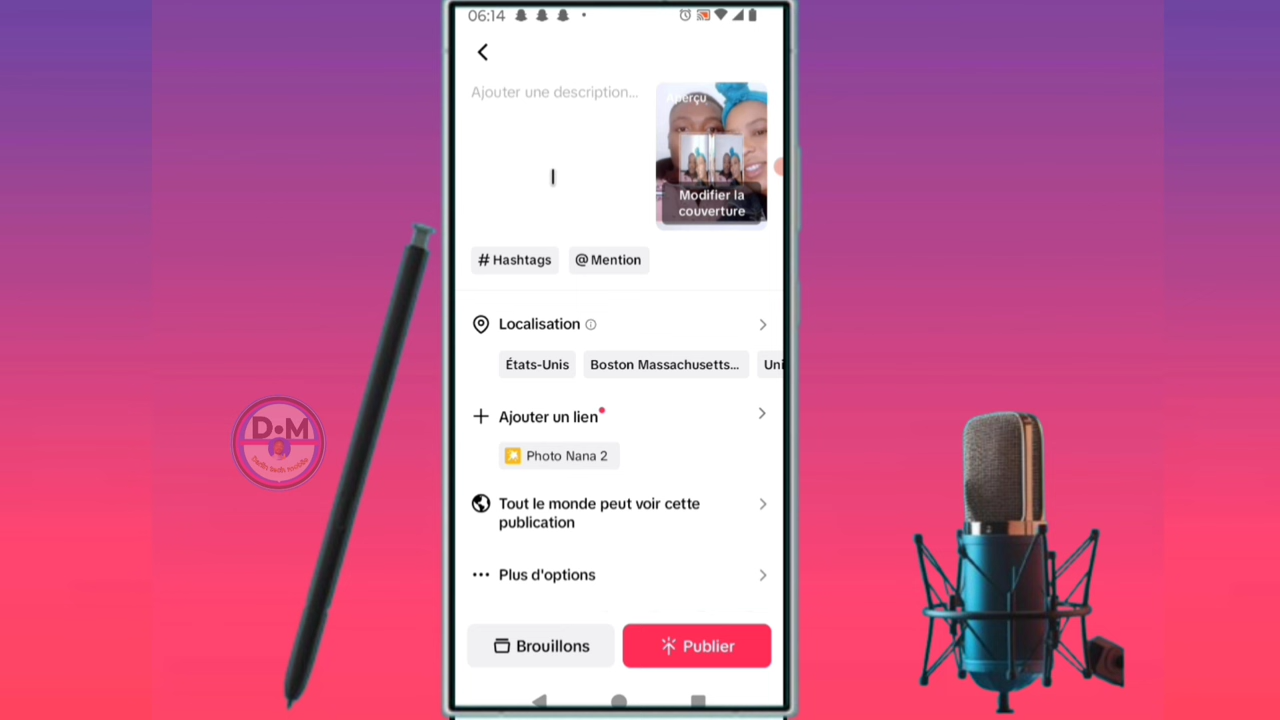 06:14
Ajouter une description...
Aperçu
Modifier la
couverture
# Hashtags
@ Mention
Localisation
États-Unis
Boston Massachusetts...
Uni
Ajouter un lien
Photo Nana 2
Tout le monde peut voir cette
publication
Plus d'options
Brouillons
Publier
D•M